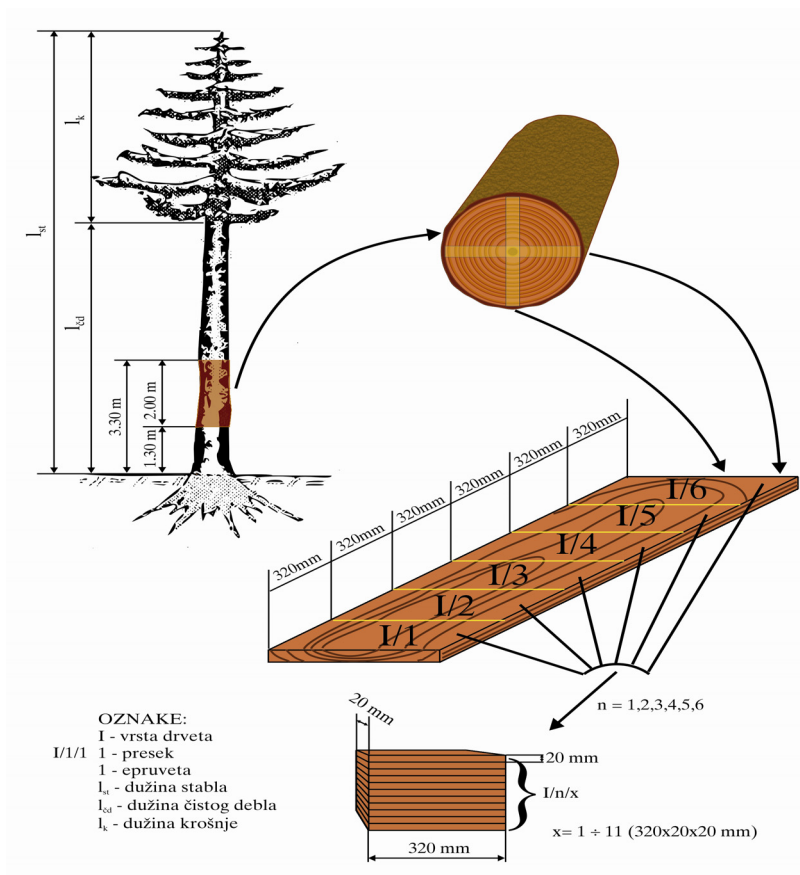 l_k
l_st
l_čd
3.30 m
2.00 m
1.30 m
320mm
320mm
320mm
320mm
320mm
320mm
I/6
I/5
I/4
I/3
I/2
I/1
n = 1,2,3,4,5,6
20 mm
20 mm
I/n/x
x= 1 ÷ 11 (320x20x20 mm)
320 mm
OZNAKE:
I - vrsta drveta
I/1/1 1 - presek
1 - epruveta
l_st - dužina stabla
l_čd - dužina čistog debla
l_k - dužina krošnje